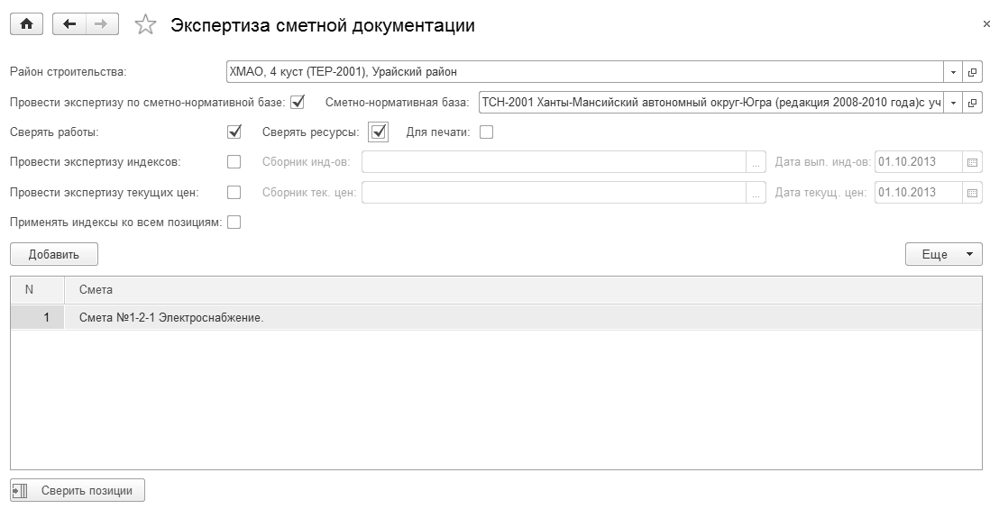 Экспертиза сметной документации
Район строительства: ХМАО, 4 куст (ТЕР-2001), Урайский район
Провести экспертизу по сметно-нормативной базе: Сметно-нормативная база: ТСН-2001 Ханты-Мансийский автономный округ-Югра (редакция 2008-2010 года)с уч
Сверять работы: Сверять ресурсы: Для печати:
Провести экспертизу индексов: Сборник инд-ов: ... Дата вып. инд-ов: 01.10.2013
Провести экспертизу текущих цен: Сборник тек. цен: ... Дата текущ. цен: 01.10.2013
Применять индексы ко всем позициям:
Добавить Еще
N Смета
1 Смета №1-2-1 Электроснабжение.
Сверить позиции